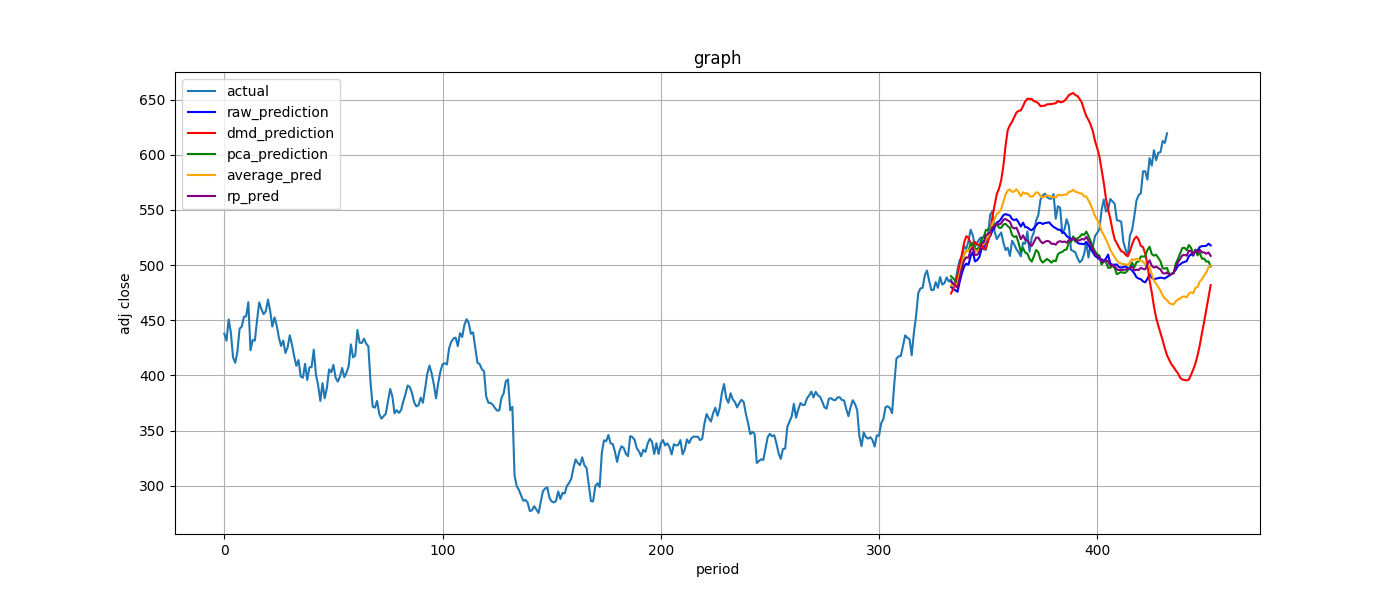 graph
actual
raw_prediction
dmd_prediction
pca_prediction
average_pred
rp_pred
650
600
550
500
450
400
350
300
adj close
0 100 200 300 400
period